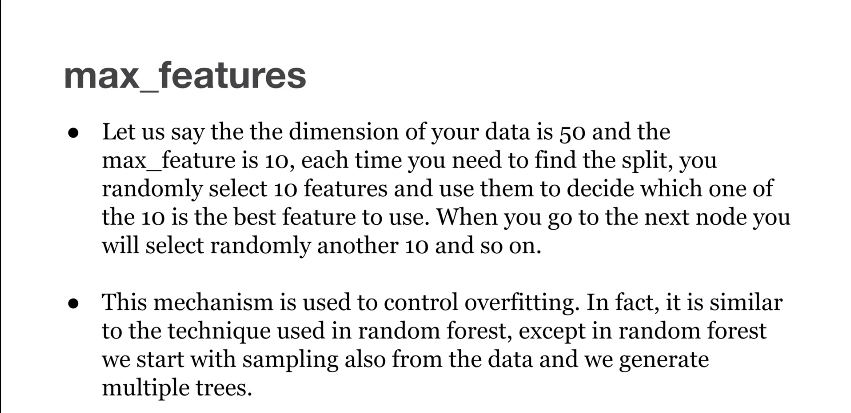 max_features
● Let us say the the dimension of your data is 50 and the
max_feature is 10, each time you need to find the split, you
randomly select 10 features and use them to decide which one of
the 10 is the best feature to use. When you go to the next node you
will select randomly another 10 and so on.
● This mechanism is used to control overfitting. In fact, it is similar
to the technique used in random forest, except in random forest
we start with sampling also from the data and we generate
multiple trees.